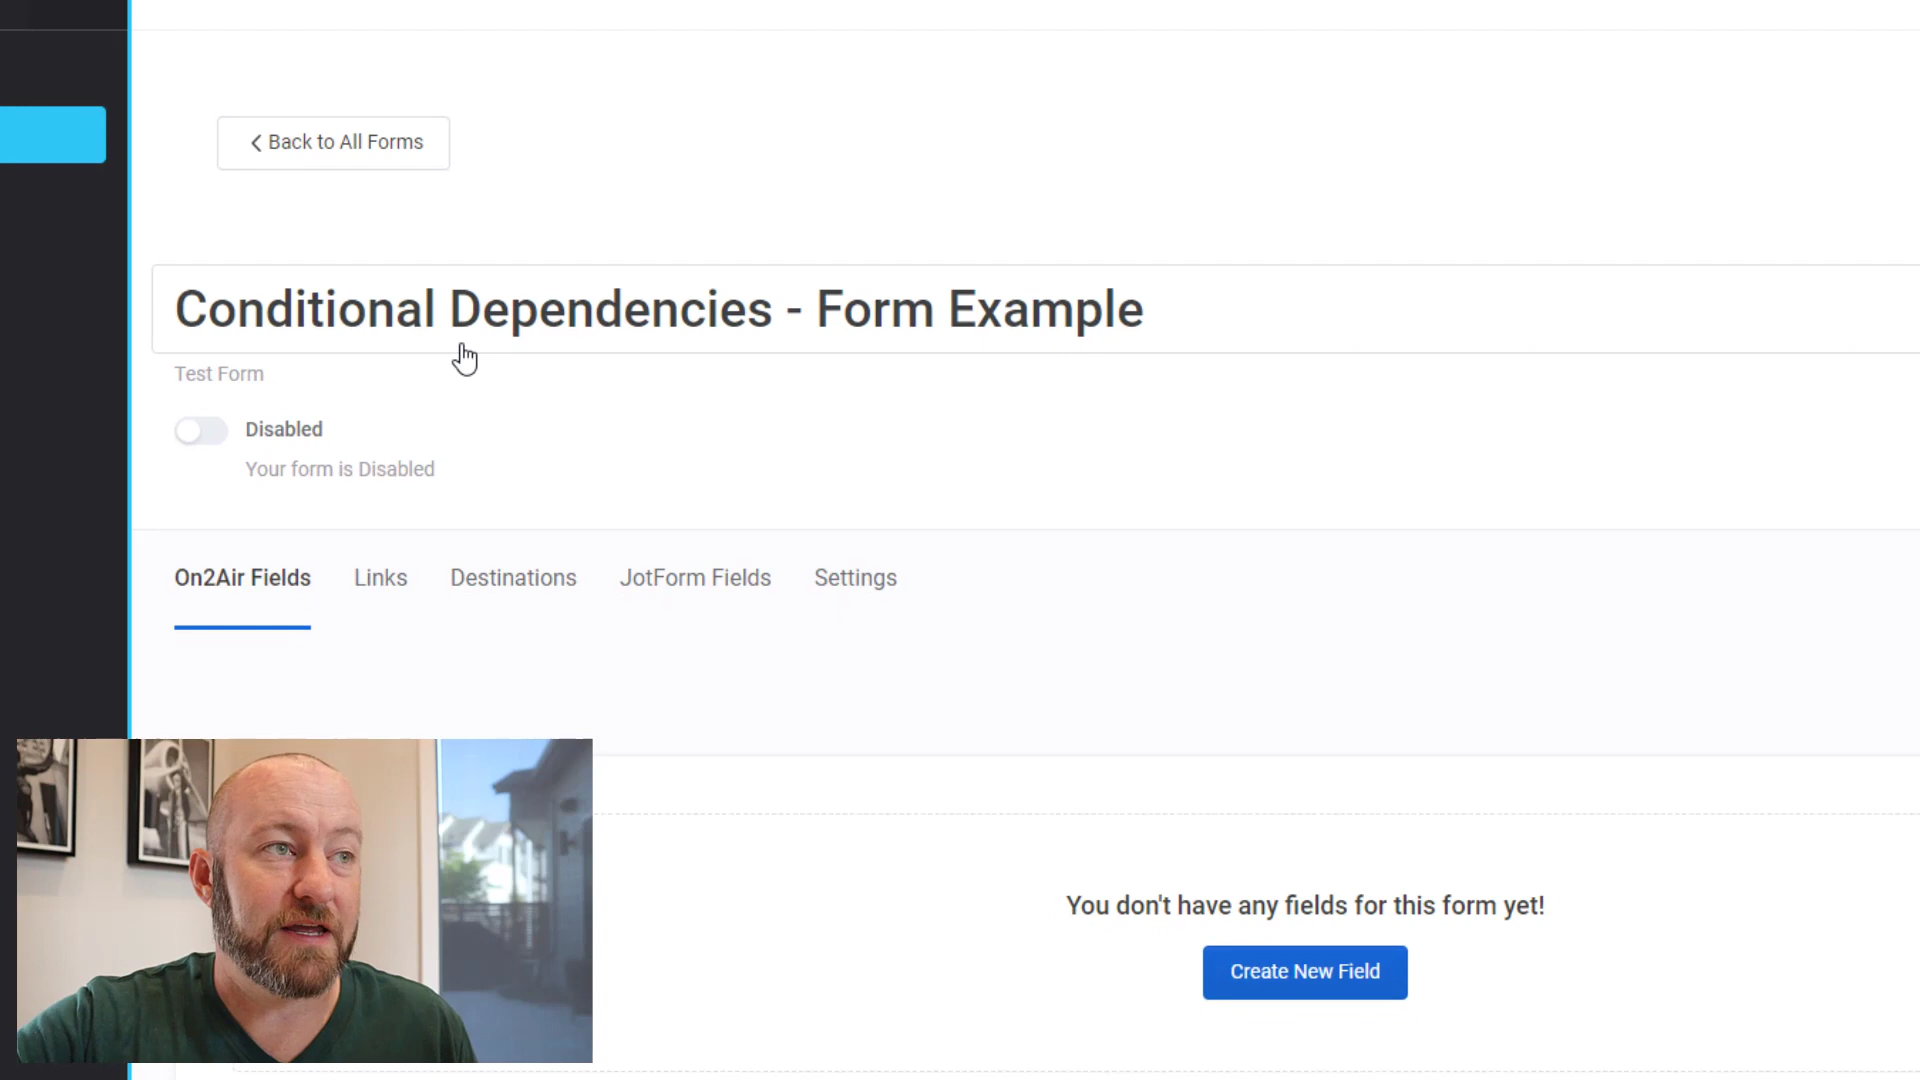 Back to All Forms
Conditional Dependencies - Form Example
Test Form
Disabled
Your form is Disabled
On2Air Fields
Links
Destinations
JotForm Fields
Settings
You don't have any fields for this form yet!
Create New Field